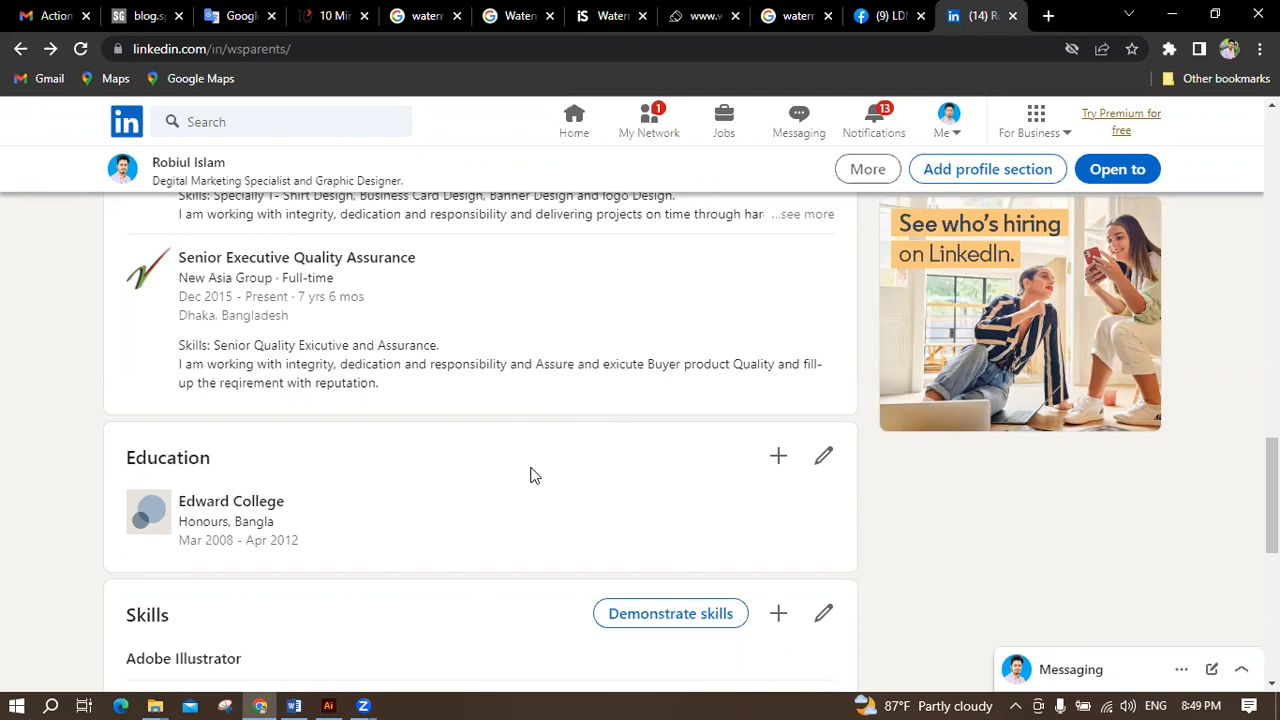 Action
blog.s
Google
10 Mi
watern
Water
Water
www.v
watern
(9) LDI
(14) R
linkedin.com/in/wsparents/
Gmail
Maps
Google Maps
Other bookmarks
Search
Home
My Network
1
Jobs
Messaging
Notifications
13
Me
For Business
Try Premium for
free
Robiul Islam
Degital Marketing Specialist and Graphic Designer.
More
Add profile section
Open to
Skills: Specialy T- Shirt Design, Business Card Design, Banner Design and logo Design.
I am working with integrity, dedication and responsibility and delivering projects on time through har ...see more
Senior Executive Quality Assurance
New Asia Group · Full-time
Dec 2015 - Present · 7 yrs 6 mos
Dhaka, Bangladesh
Skills: Senior Quality Exicutive and Assurance.
I am working with integrity, dedication and responsibility and Assure and exicute Buyer product Quality and fill-
up the reqirement with reputation.
See who's hiring
on LinkedIn.
Education
Edward College
Honours, Bangla
Mar 2008 - Apr 2012
Skills
Demonstrate skills
Adobe Illustrator
Messaging
87°F Partly cloudy
ENG
8:49 PM